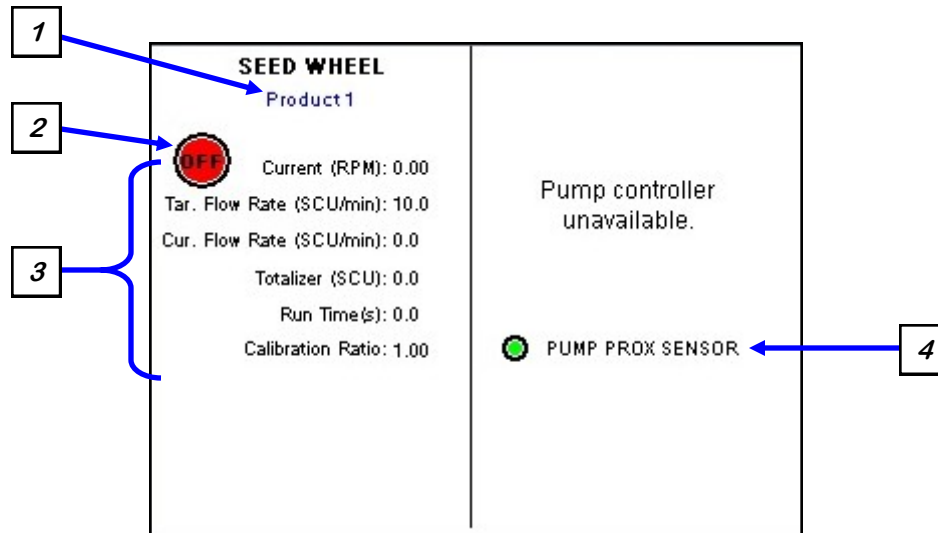 1
SEED WHEEL
Product 1
2
OFF
Current (RPM): 0.00
Tar. Flow Rate (SCU/min): 10.0
Cur. Flow Rate (SCU/min): 0.0
3
Totalizer (SCU): 0.0
Run Time(s): 0.0
Calibration Ratio: 1.00
Pump controller
unavailable.
PUMP PROX SENSOR
4